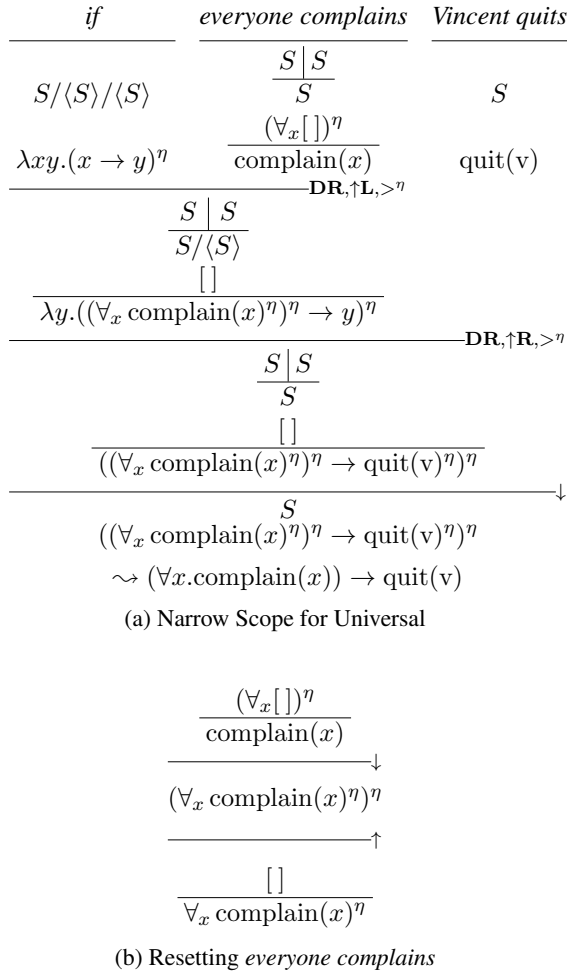 if everyone complains Vincent quits
S | S
S/⟨S⟩/⟨S⟩ S S
(∀x[ ])^η
λxy.(x → y)^η complain(x) quit(v)
DR,↑L,>^η
S | S
S/⟨S⟩
[ ]
λy.((∀x complain(x)^η)^η → y)^η
DR,↑R,>^η
S | S
S
[ ]
((∀x complain(x)^η)^η → quit(v)^η)^η
↓
S
((∀x complain(x)^η)^η → quit(v)^η)^η
⇝ (∀x.complain(x)) → quit(v)
(a) Narrow Scope for Universal
(∀x[ ])^η
complain(x)
↓
(∀x complain(x)^η)^η
↑
[ ]
∀x complain(x)^η
(b) Resetting everyone complains